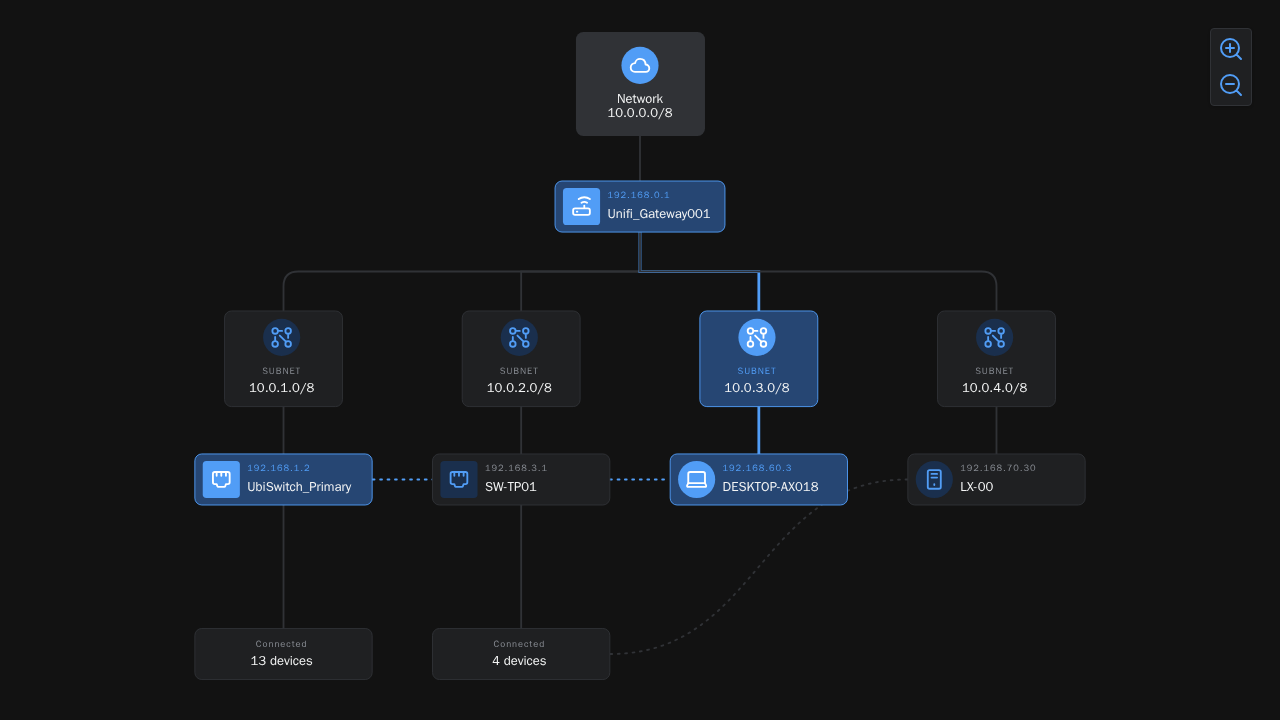 Network
10.0.0.0/8
192.168.0.1
Unifi_Gateway001
SUBNET
10.0.1.0/8
SUBNET
10.0.2.0/8
SUBNET
10.0.3.0/8
SUBNET
10.0.4.0/8
192.168.1.2
UbiSwitch_Primary
192.168.3.1
SW-TP01
192.168.60.3
DESKTOP-AX018
192.168.70.30
LX-00
Connected
13 devices
Connected
4 devices